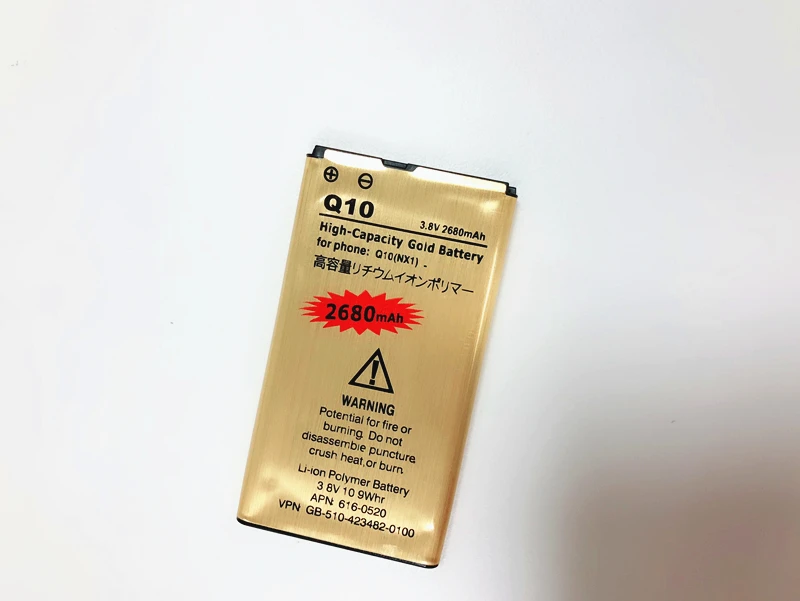 Q10
3.8V 2680mAh
High-Capacity Gold Battery
for phone: Q10(NX1) -
高容量リチウムイオンポリマー
2680mAh
WARNING
Potential for fire or
burning. Do not
disassemble puncture
crush heat,or burn.
Li-ion Polymer Battery
3 8V 10 9Whr
APN: 616-0520
VPN GB-510-423482-0100